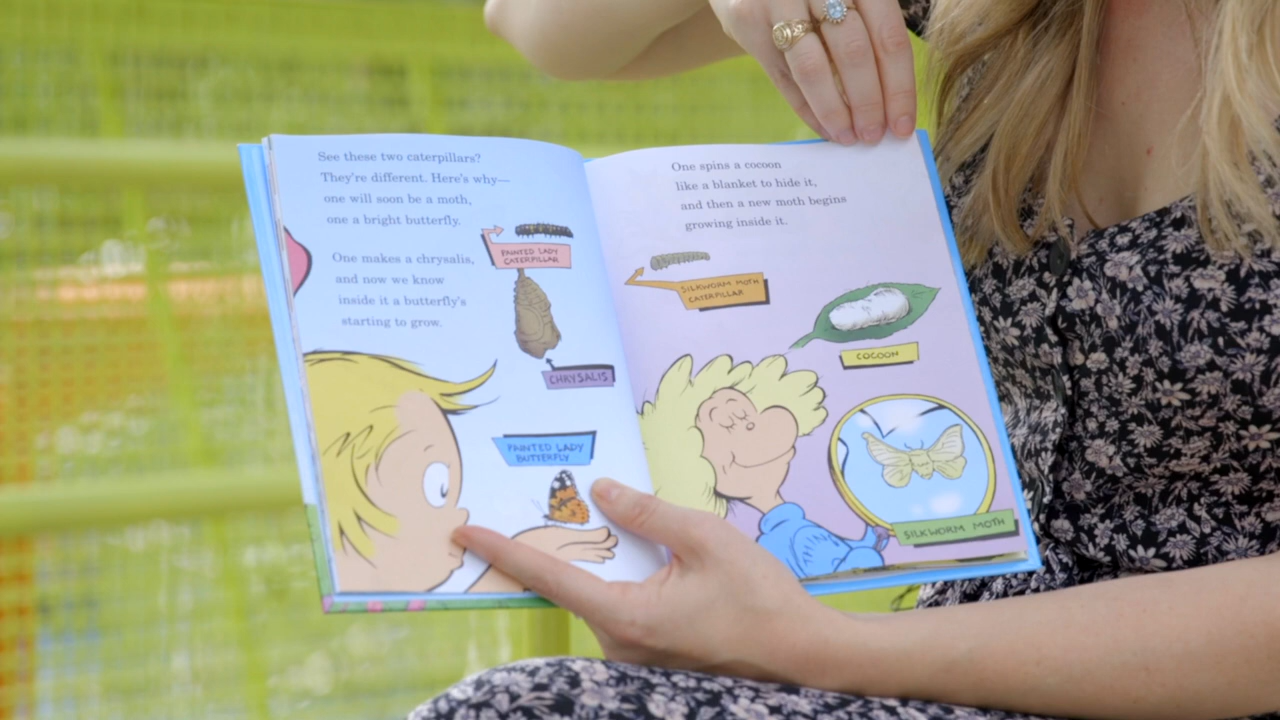 See these two caterpillars?
They're different. Here's why—
one will soon be a moth,
one a bright butterfly.
One makes a chrysalis,
and now we know
inside it a butterfly's
starting to grow.
PAINTED LADY
CATERPILLAR
CHRYSALIS
PAINTED LADY
BUTTERFLY
One spins a cocoon
like a blanket to hide it,
and then a new moth begins
growing inside it.
SILKWORM MOTH
CATERPILLAR
COCOON
SILKWORM MOTH